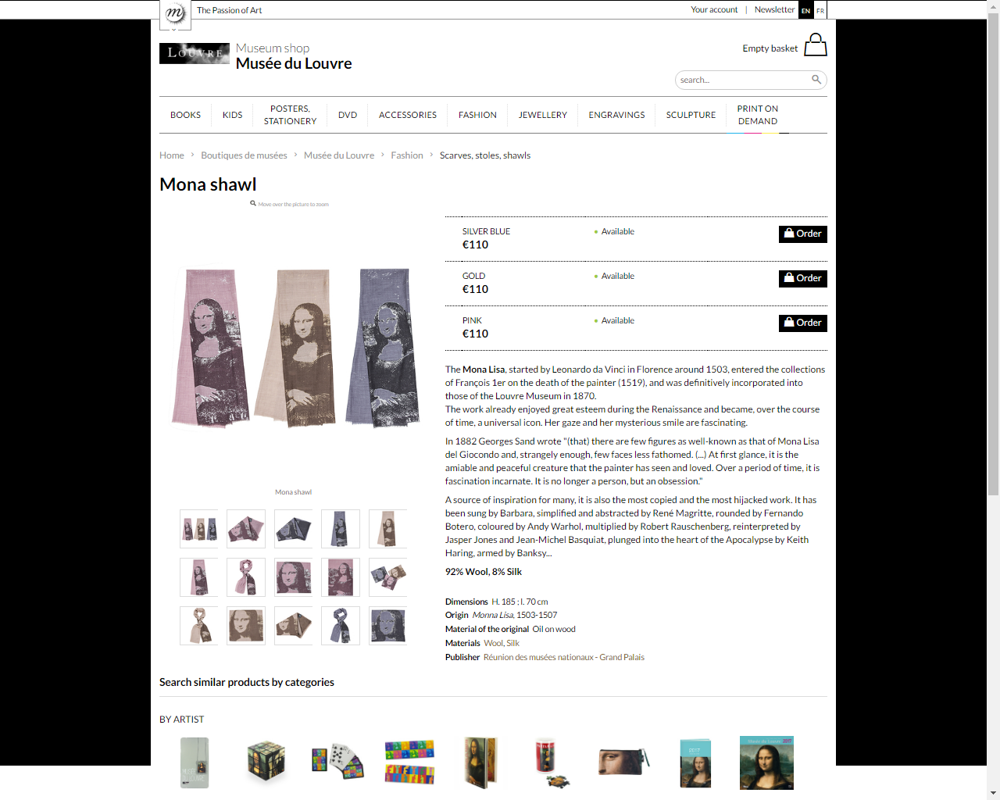 The Passion of Art
Your account | Newsletter EN FR
LOUVRE
Museum shop
Musée du Louvre
Empty basket
search...
BOOKS
KIDS
POSTERS,
STATIONERY
DVD
ACCESSORIES
FASHION
JEWELLERY
ENGRAVINGS
SCULPTURE
PRINT ON
DEMAND
Home > Boutiques de musées > Musée du Louvre > Fashion > Scarves, stoles, shawls
Mona shawl
Move over the picture to zoom
SILVER BLUE
€110
Available
Order
GOLD
€110
Available
Order
PINK
€110
Available
Order
Mona shawl
The Mona Lisa, started by Leonardo da Vinci in Florence around 1503, entered the collections
of François 1er on the death of the painter (1519), and was definitively incorporated into
those of the Louvre Museum in 1870.
The work already enjoyed great esteem during the Renaissance and became, over the course
of time, a universal icon. Her gaze and her mysterious smile are fascinating.
In 1882 Georges Sand wrote "(that) there are few figures as well-known as that of Mona Lisa
del Giocondo and, strangely enough, few faces less fathomed. (...) At first glance, it is the
amiable and peaceful creature that the painter has seen and loved. Over a period of time, it is
fascination incarnate. It is no longer a person, but an obsession."
A source of inspiration for many, it is also the most copied and the most hijacked work. It has
been sung by Barbara, simplified and abstracted by René Magritte, rounded by Fernando
Botero, coloured by Andy Warhol, multiplied by Robert Rauschenberg, reinterpreted by
Jasper Jones and Jean-Michel Basquiat, plunged into the heart of the Apocalypse by Keith
Haring, armed by Banksy...
92% Wool, 8% Silk
Dimensions H. 185 ; l. 70 cm
Origin Monna Lisa, 1503-1507
Material of the original Oil on wood
Materials Wool, Silk
Publisher Réunion des musées nationaux - Grand Palais
Search similar products by categories
BY ARTIST
2017
2017